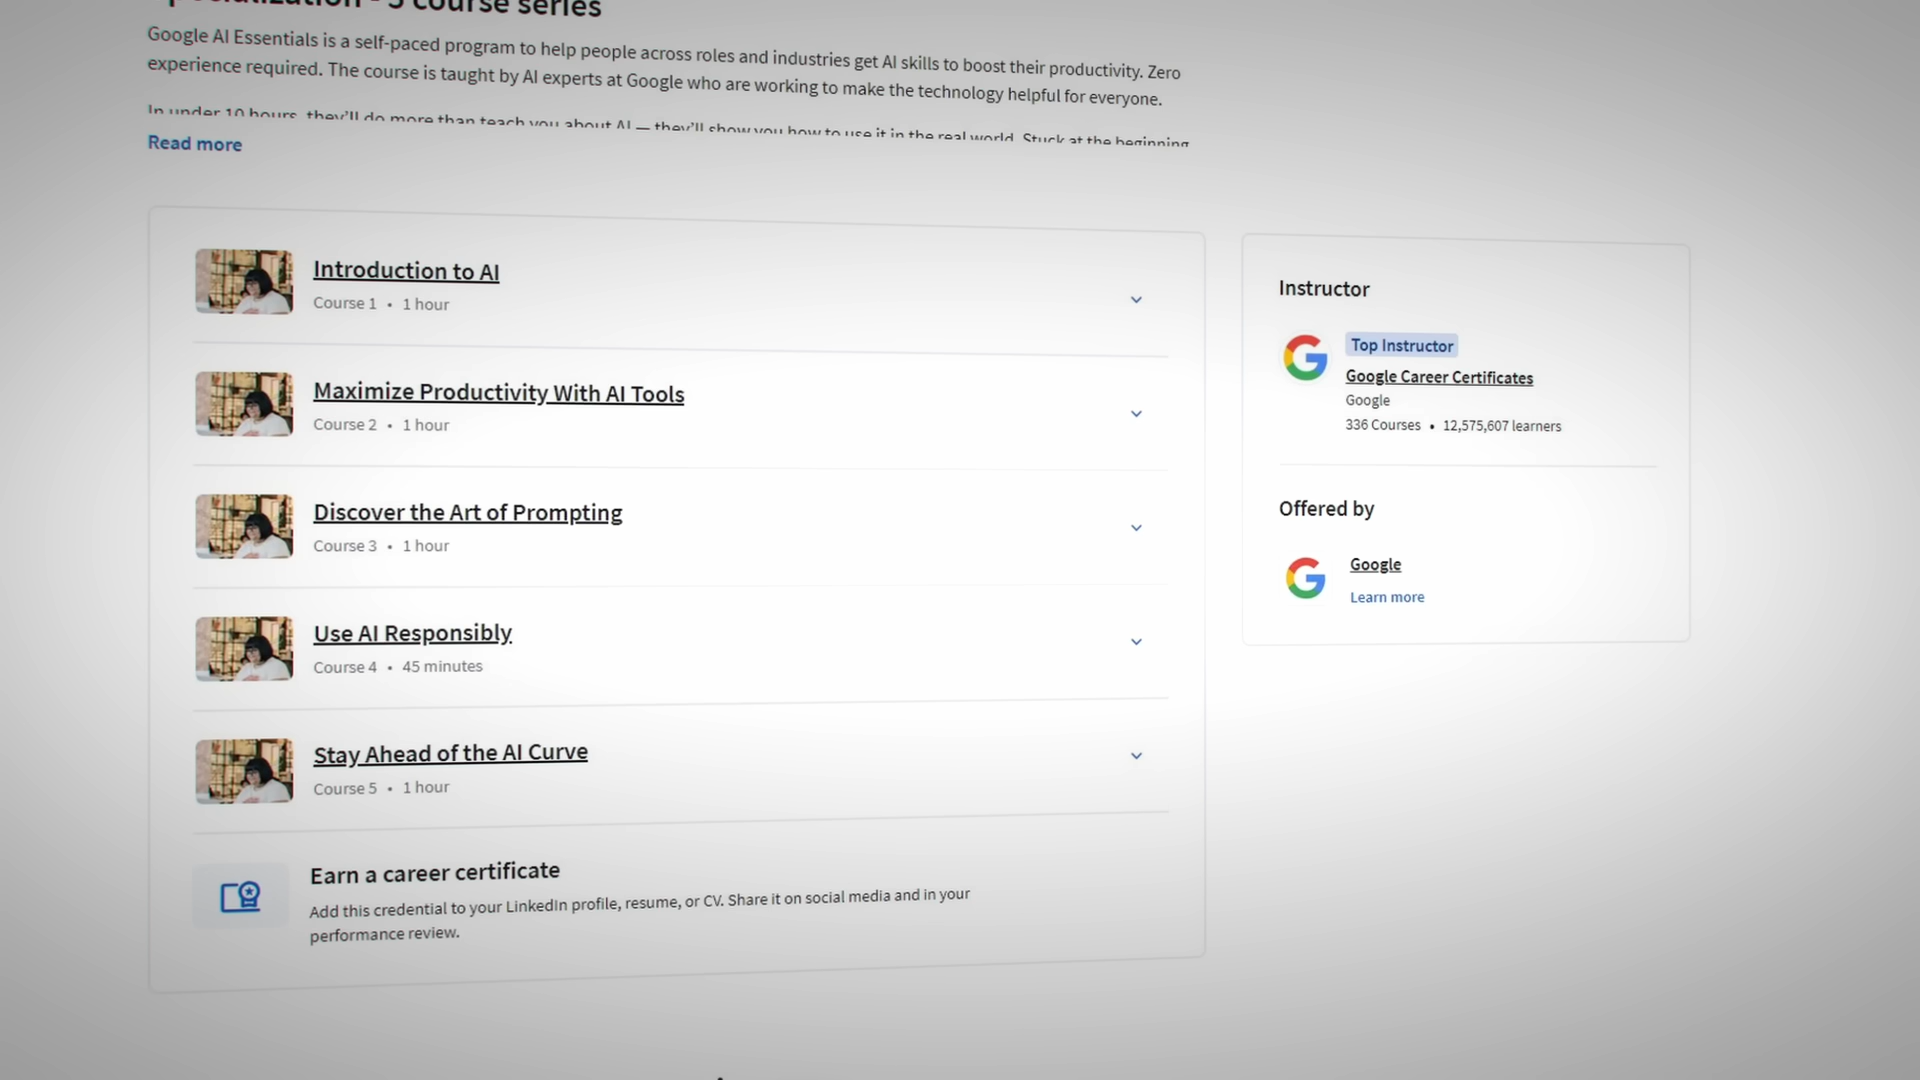 Specialization - 5 course series
Google AI Essentials is a self-paced program to help people across roles and industries get AI skills to boost their productivity. Zero
experience required. The course is taught by AI experts at Google who are working to make the technology helpful for everyone.
In under 10 hours, they'll do more than teach you about AI — they'll show you how to use it in the real world. Stuck at the beginning
Read more
Introduction to AI
Course 1 • 1 hour
Maximize Productivity With AI Tools
Course 2 • 1 hour
Discover the Art of Prompting
Course 3 • 1 hour
Use AI Responsibly
Course 4 • 45 minutes
Stay Ahead of the AI Curve
Course 5 • 1 hour
Earn a career certificate
Add this credential to your LinkedIn profile, resume, or CV. Share it on social media and in your
performance review.
Instructor
Top Instructor
Google Career Certificates
Google
336 Courses • 12,575,607 learners
Offered by
Google
Learn more